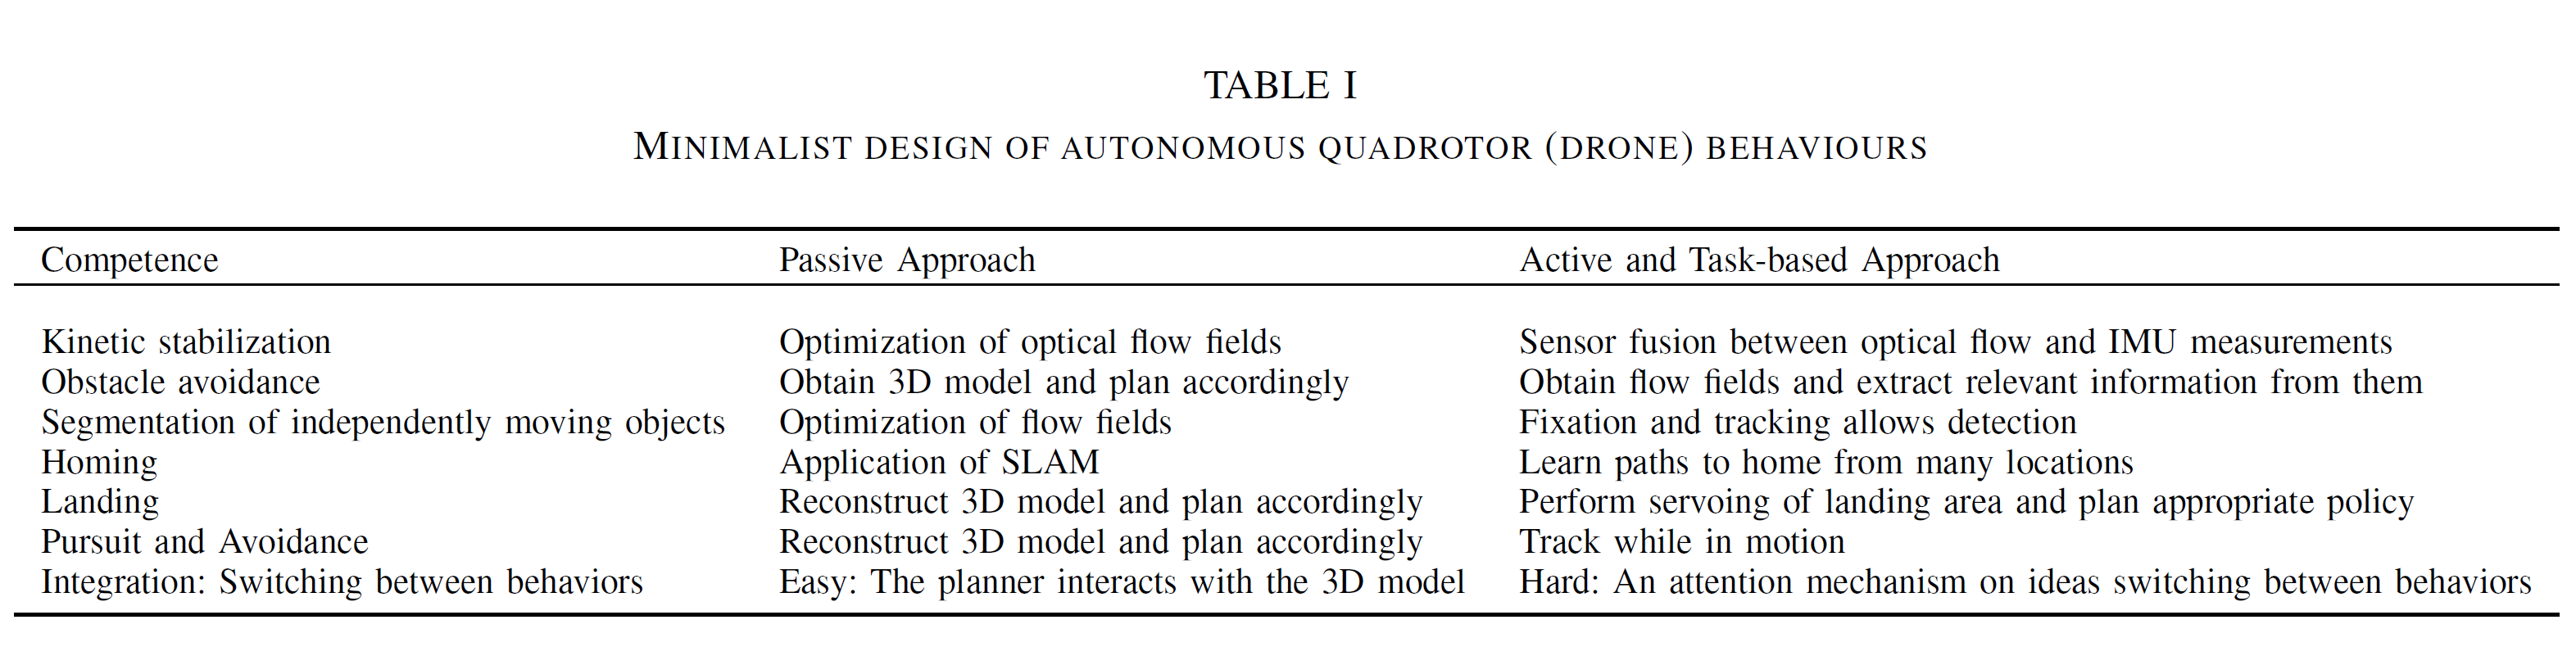 TABLE I
MINIMALIST DESIGN OF AUTONOMOUS QUADROTOR (DRONE) BEHAVIOURS
Competence Passive Approach Active and Task-based Approach
Kinetic stabilization Optimization of optical flow fields Sensor fusion between optical flow and IMU measurements
Obstacle avoidance Obtain 3D model and plan accordingly Obtain flow fields and extract relevant information from them
Segmentation of independently moving objects Optimization of flow fields Fixation and tracking allows detection
Homing Application of SLAM Learn paths to home from many locations
Landing Reconstruct 3D model and plan accordingly Perform servoing of landing area and plan appropriate policy
Pursuit and Avoidance Reconstruct 3D model and plan accordingly Track while in motion
Integration: Switching between behaviors Easy: The planner interacts with the 3D model Hard: An attention mechanism on ideas switching between behaviors